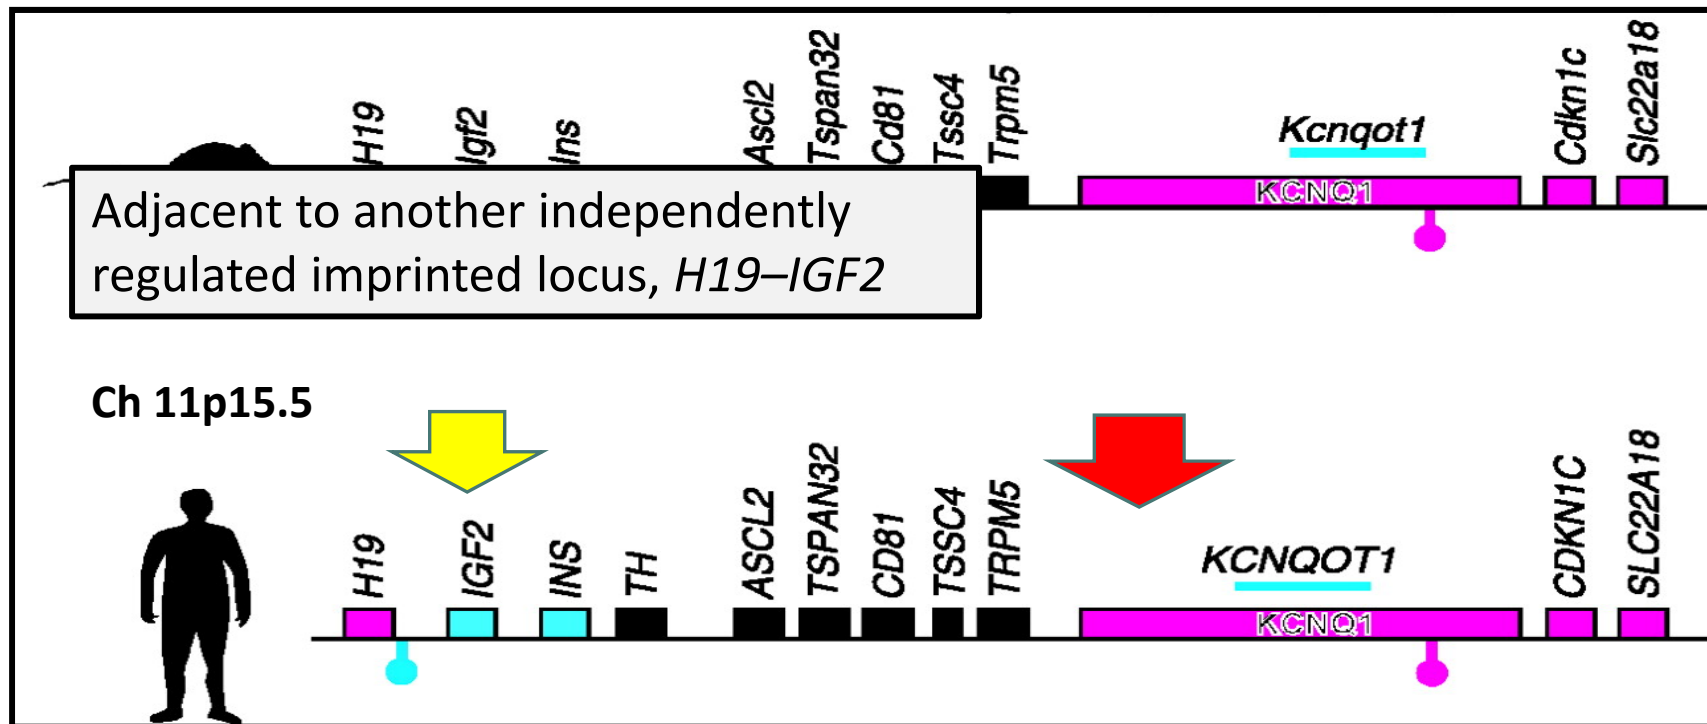 H19 Igf2 Ins Ascl2 Tspan32 Cd81 Tssc4 Trpm5 Kcnqot1 Cdkn1c Slc22a18
KCNQ1
Adjacent to another independently
regulated imprinted locus, H19–IGF2
Ch 11p15.5
H19 IGF2 INS TH ASCL2 TSPAN32 CD81 TSSC4 TRPM5 KCNQOT1 CDKN1C SLC22A18
KCNQ1